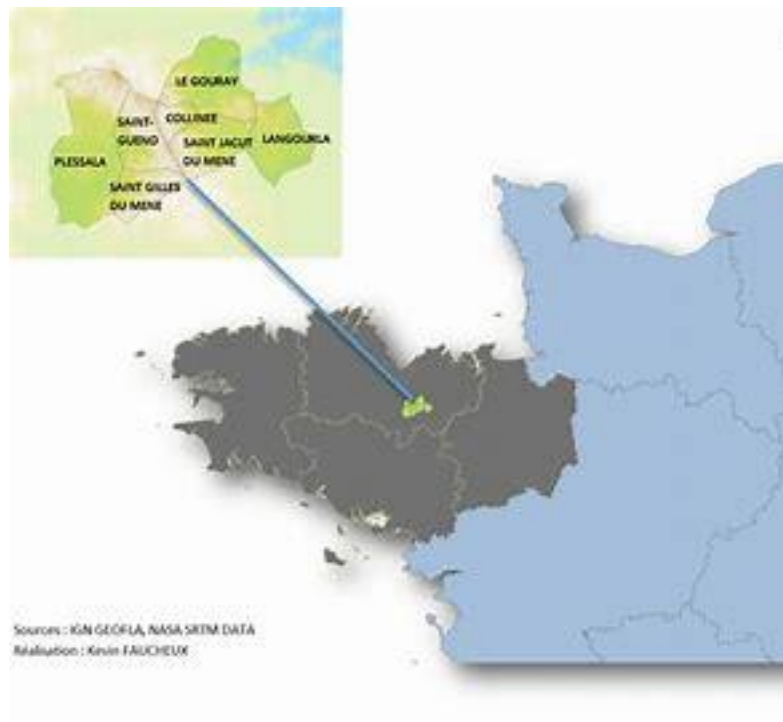 LE GOURAY
COLLINEE
SAINT-
GUENO
SAINT JACUT
DU MENE
LANGOURLA
PLESSALA
SAINT GILLES
DU MENE
Sources : IGN GEOFLA, NASA SRTM DATA
Réalisation : Kevin FAUCHEUX